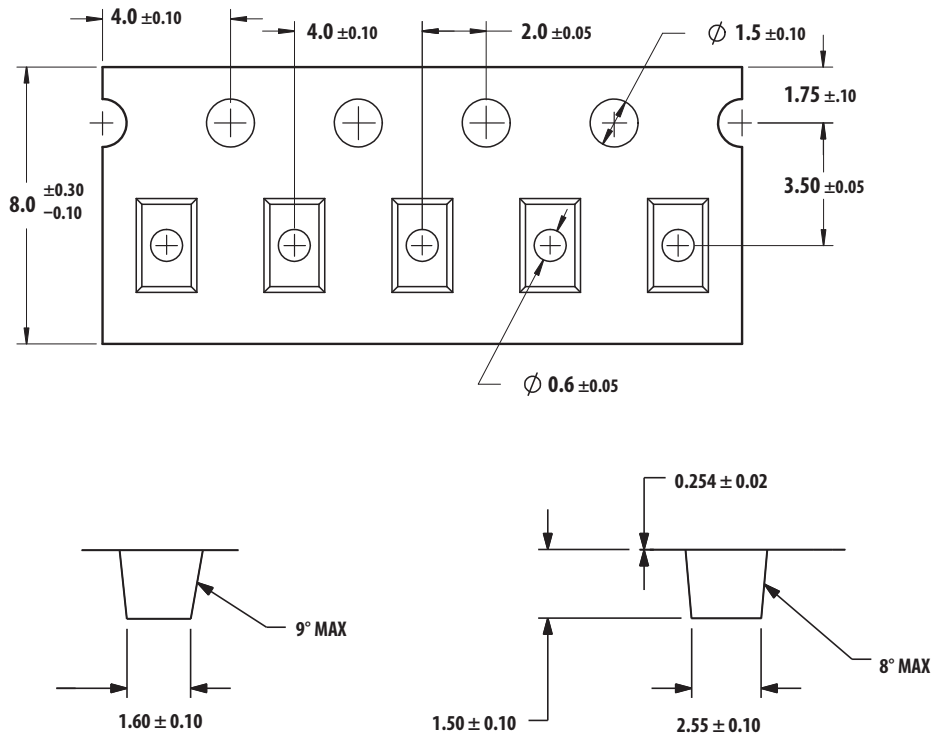 4.0 ±0.10
4.0 ±0.10
2.0 ±0.05
Ø 1.5 ±0.10
1.75 ±.10
3.50 ±0.05
8.0 ±0.30
−0.10
Ø 0.6 ±0.05
0.254 ± 0.02
9° MAX
8° MAX
1.60 ± 0.10
1.50 ± 0.10
2.55 ± 0.10